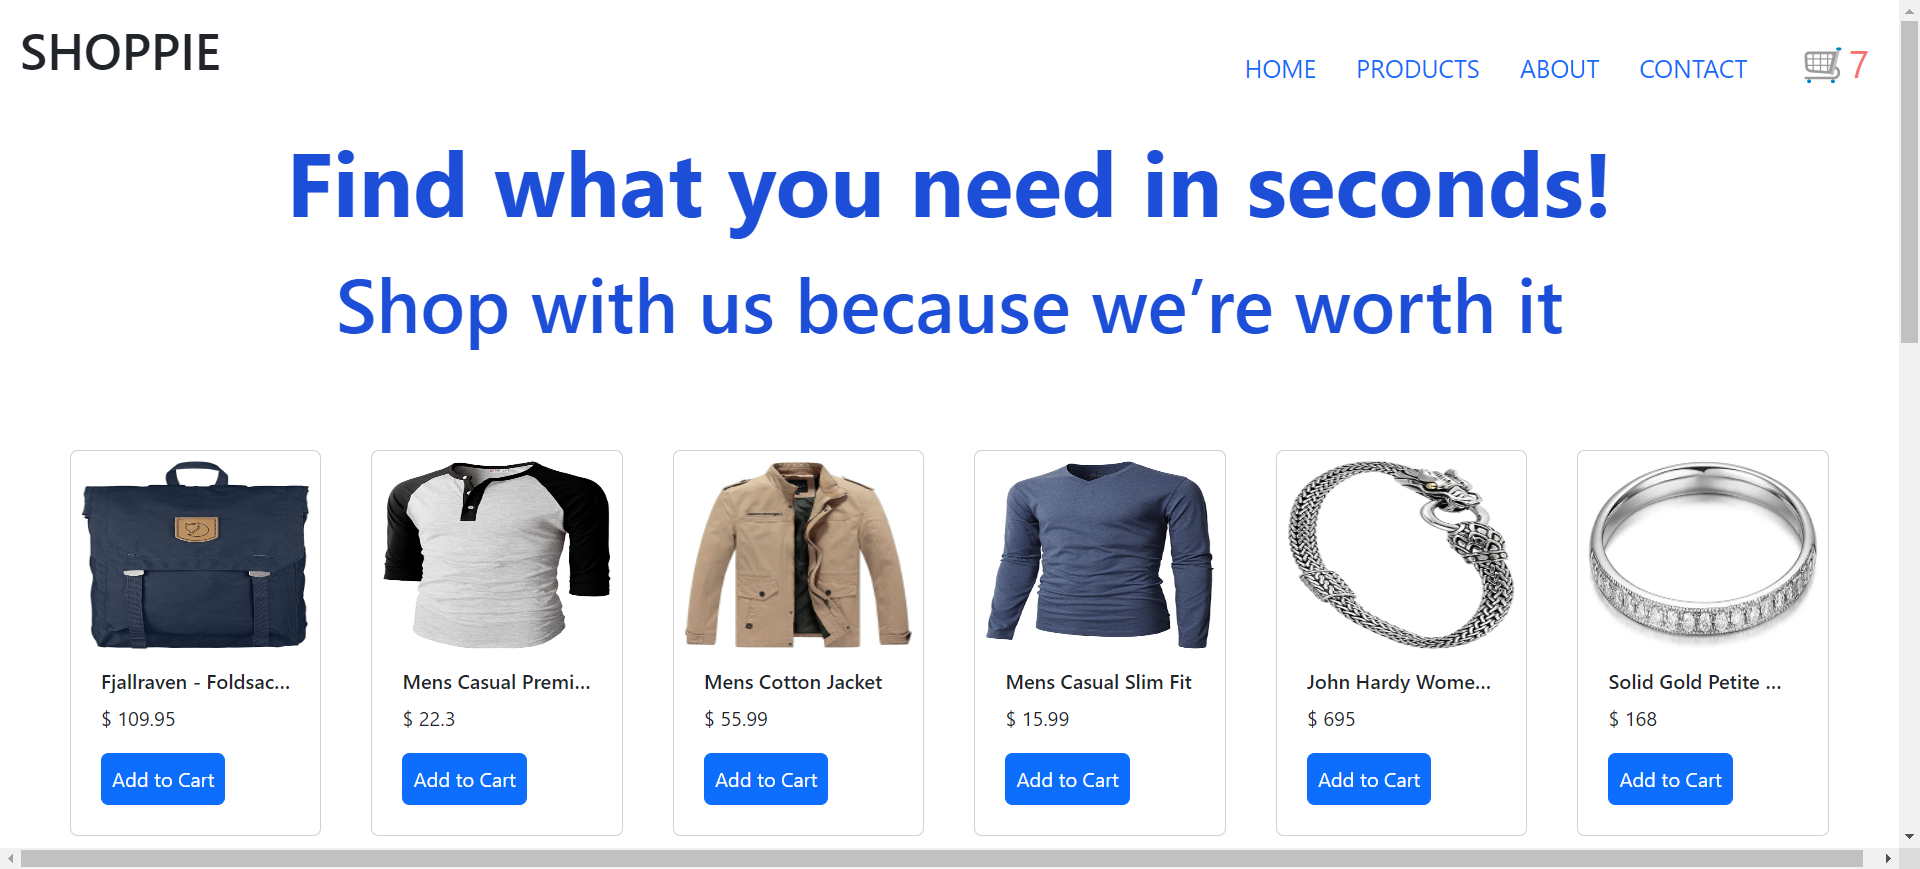 SHOPPIE
HOME PRODUCTS ABOUT CONTACT 7
Find what you need in seconds!
Shop with us because we’re worth it
Fjallraven - Foldsac... Mens Casual Premi... Mens Cotton Jacket Mens Casual Slim Fit John Hardy Wome... Solid Gold Petite ...
$ 109.95 $ 22.3 $ 55.99 $ 15.99 $ 695 $ 168
Add to Cart Add to Cart Add to Cart Add to Cart Add to Cart Add to Cart